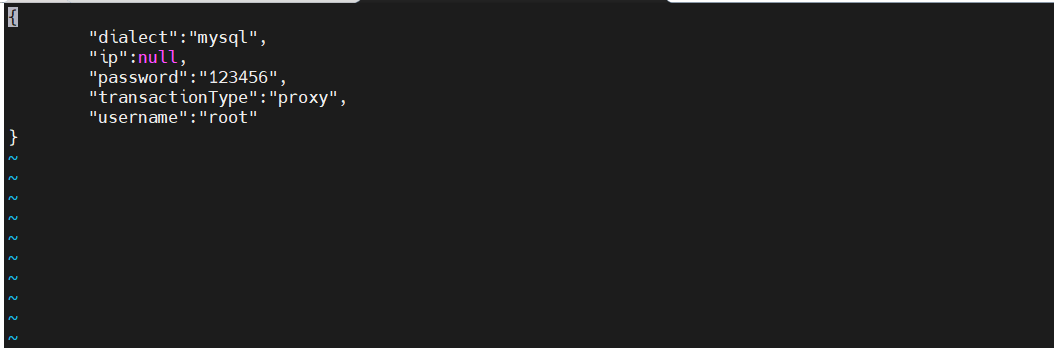 {
"dialect":"mysql",
"ip":null,
"password":"123456",
"transactionType":"proxy",
"username":"root"
}
~
~
~
~
~
~
~
~
~
~